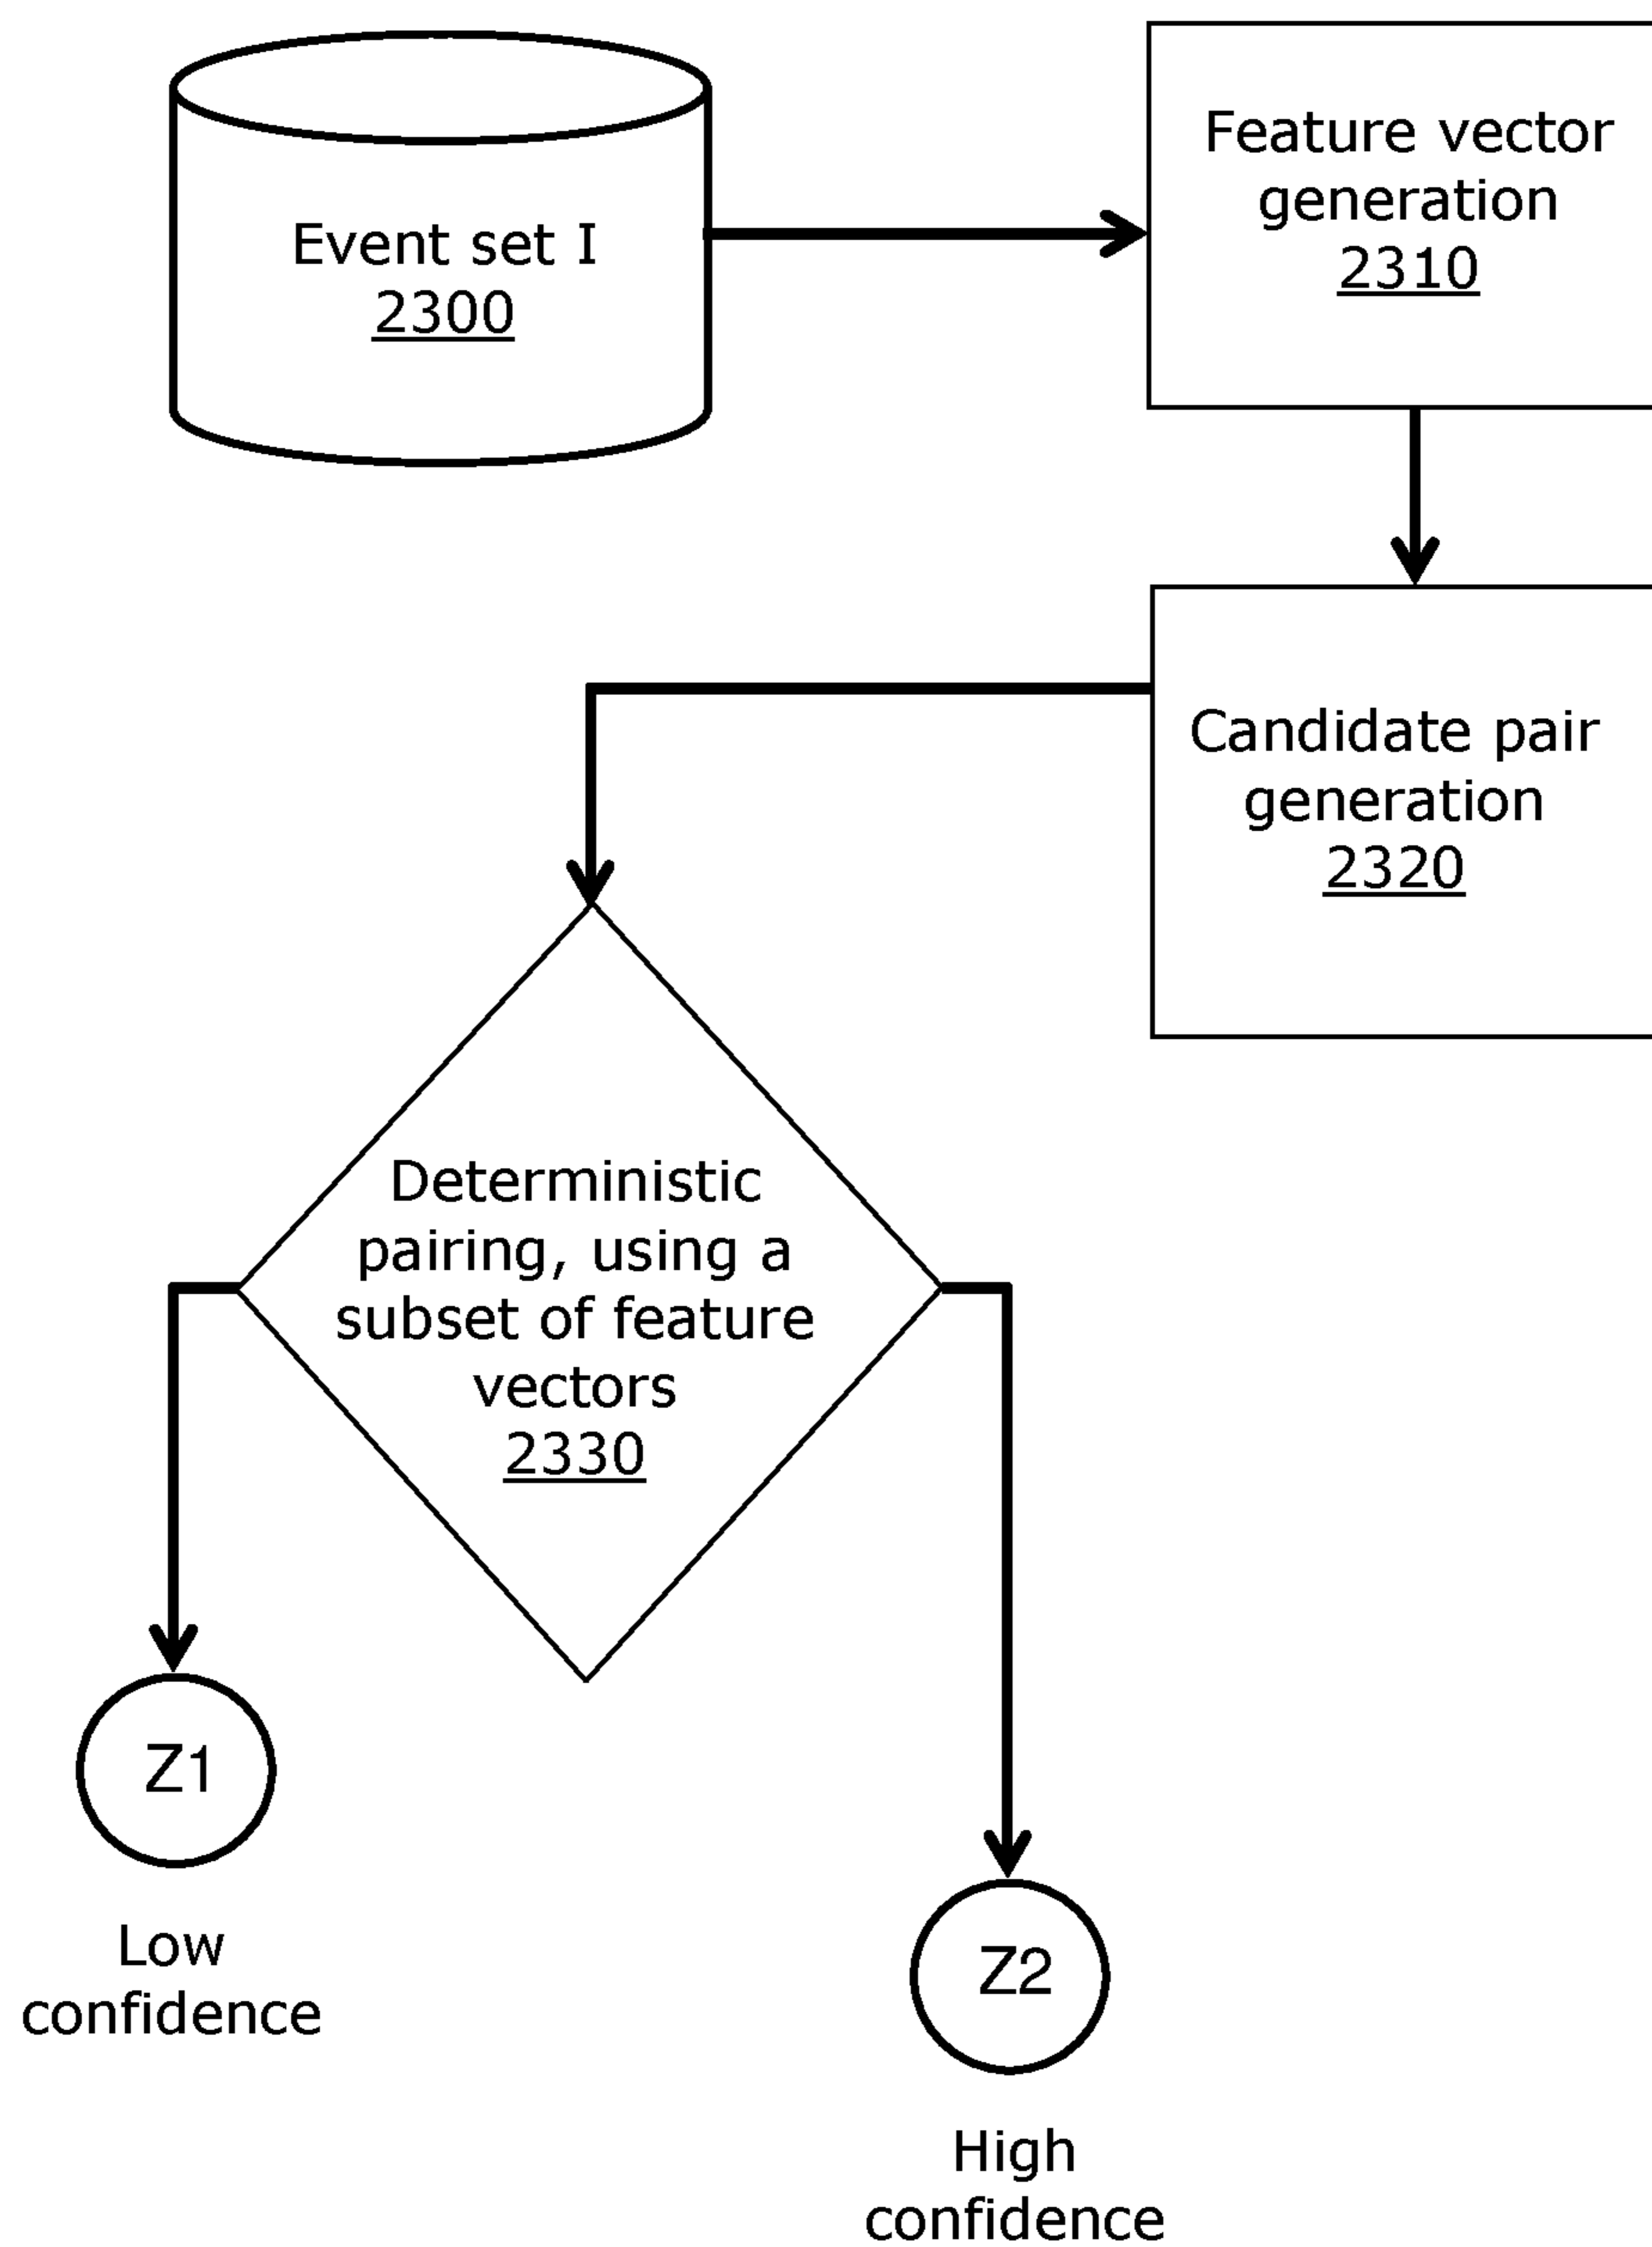 Event set I
2300
Feature vector
generation
2310
Candidate pair
generation
2320
Deterministic
pairing, using a
subset of feature
vectors
2330
Z1
Low
confidence
Z2
High
confidence